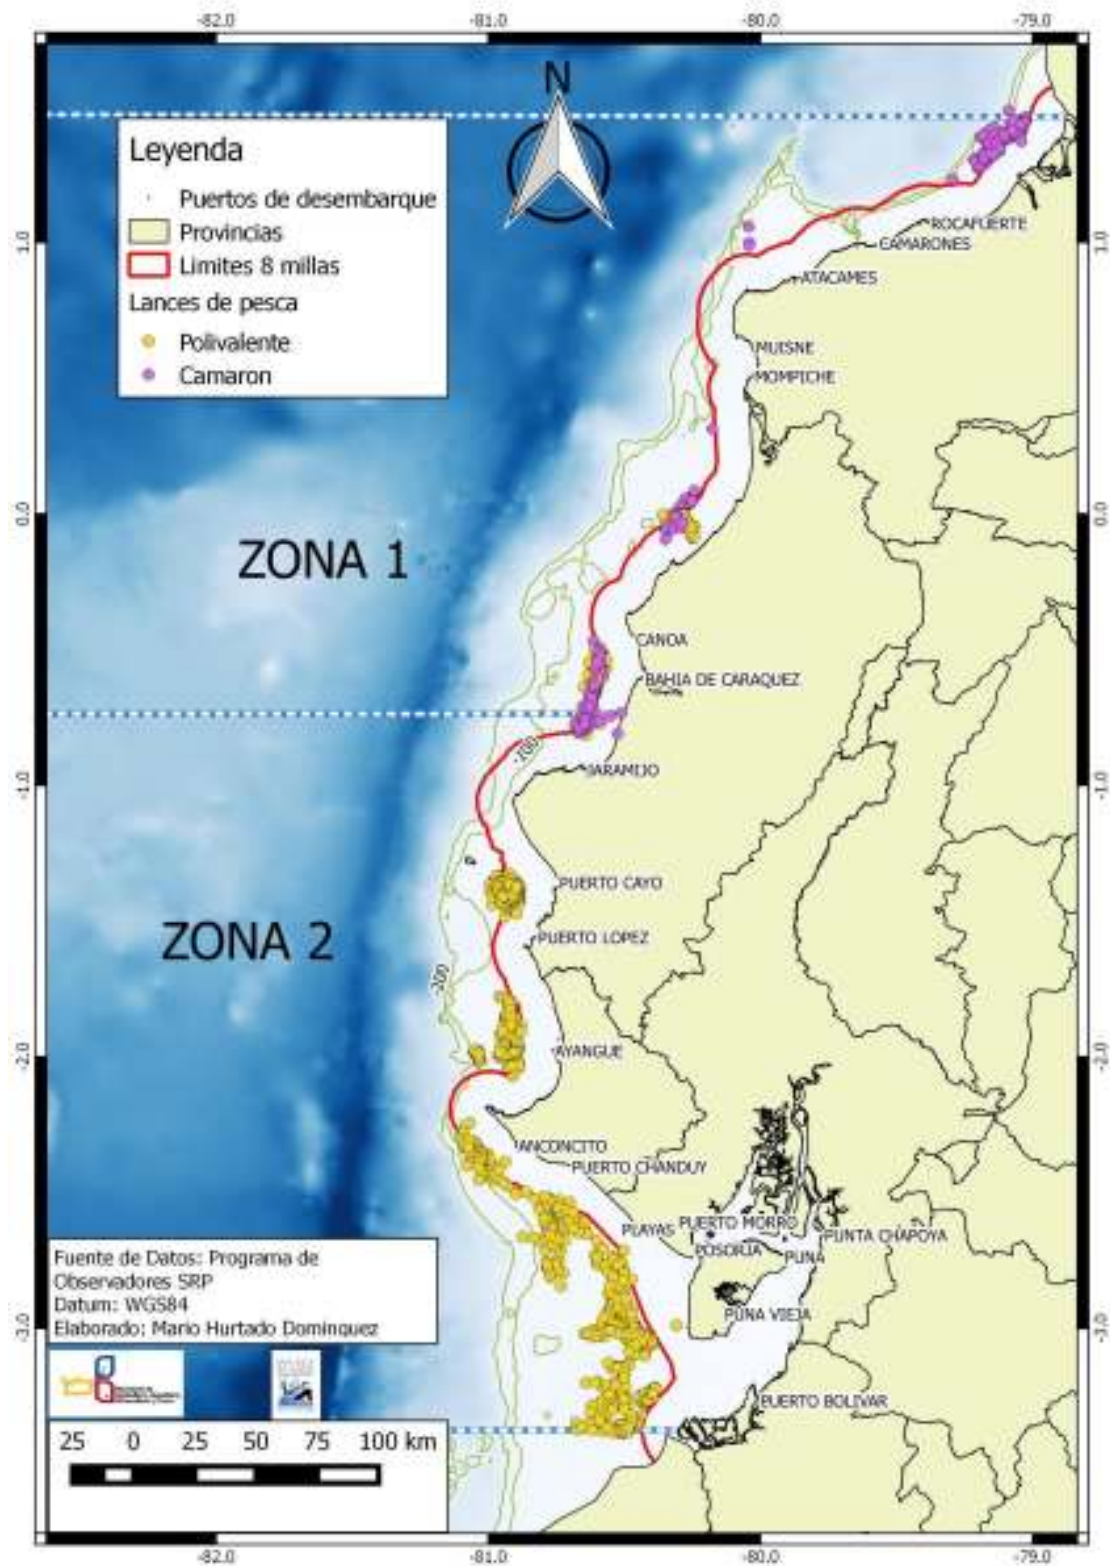 -82.0
-81.0
-80.0
-79.0
N
Leyenda
Puertos de desembarque
Provincias
Limites 8 millas
Lances de pesca
Polivalente
Camaron
1.0
1.0
ROCAFUERTE
CAMARONES
ATACAMES
MUISNE
MOMPICHE
0.0
0.0
ZONA 1
CANOA
BAHIA DE CARAQUEZ
-100
JARAMIJO
-1.0
-1.0
PUERTO CAYO
ZONA 2
PUERTO LOPEZ
-200
-2.0
-2.0
AYANGUE
ANCONCITO
PUERTO CHANDUY
PLAYAS
PUERTO MORRO
PUNTA CHAPOYA
POSORJA
PUNA
PUNA VIEJA
Fuente de Datos: Programa de
Observadores SRP
Datum: WGS84
Elaborado: Mario Hurtado Dominquez
-3.0
-3.0
PUERTO BOLIVAR
25 0 25 50 75 100 km
-82.0
-81.0
-80.0
-79.0